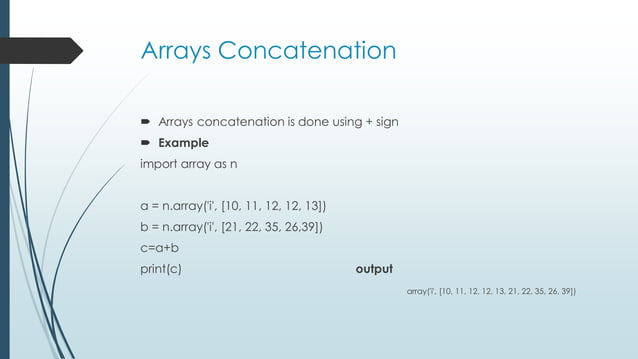 Arrays Concatenation
Arrays concatenation is done using + sign
Example
import array as n
a = n.array('i', [10, 11, 12, 12, 13])
b = n.array('i', [21, 22, 35, 26,39])
c=a+b
print(c) output
array('i', [10, 11, 12, 12, 13, 21, 22, 35, 26, 39])